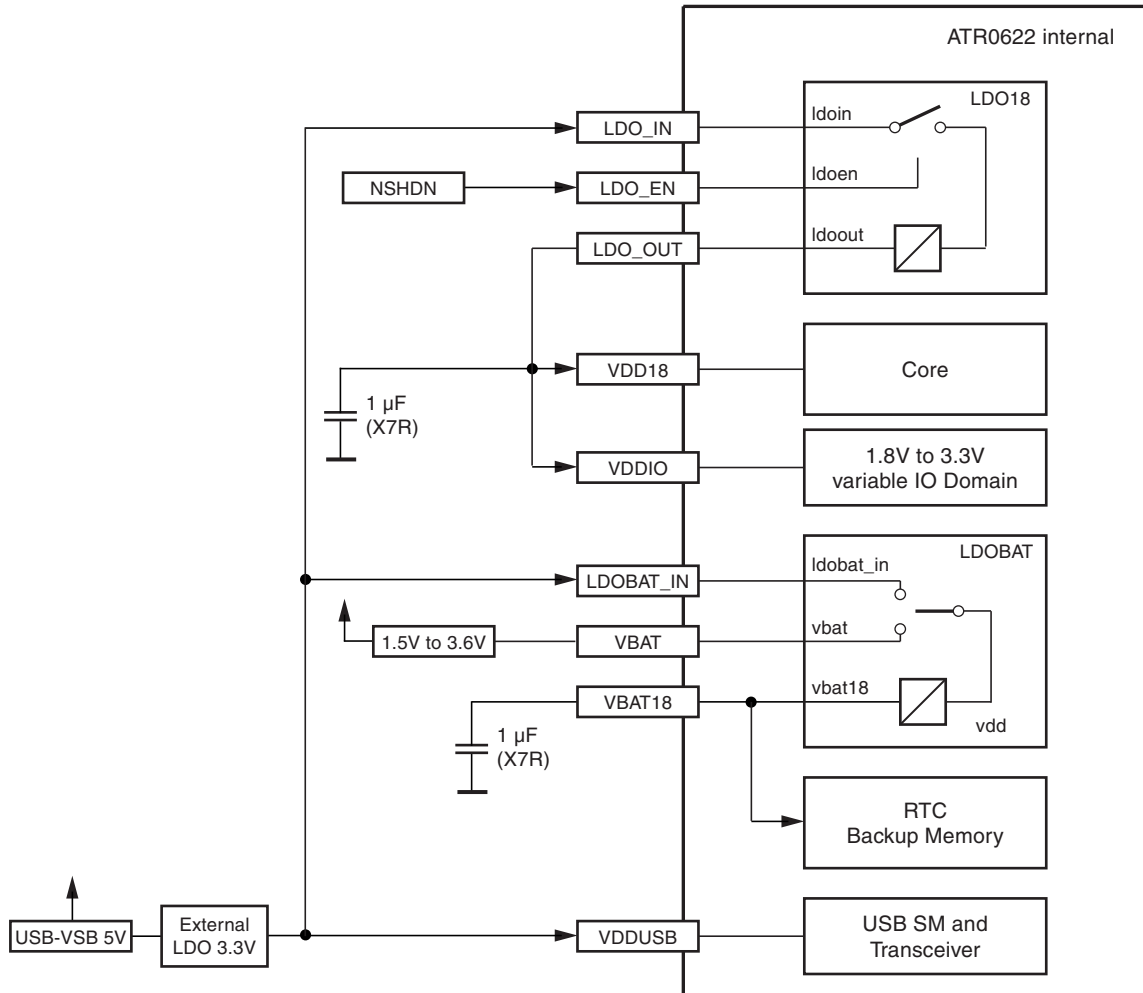 ATR0622 internal
LDO18
LDO_IN
ldoin
NSHDN
LDO_EN
ldoen
LDO_OUT
ldoout
VDD18
Core
1 µF
(X7R)
VDDIO
1.8V to 3.3V
variable IO Domain
LDOBAT
LDOBAT_IN
ldobat_in
1.5V to 3.6V
VBAT
vbat
VBAT18
vbat18
vdd
1 µF
(X7R)
RTC
Backup Memory
USB-VSB 5V
External
LDO 3.3V
VDDUSB
USB SM and
Transceiver